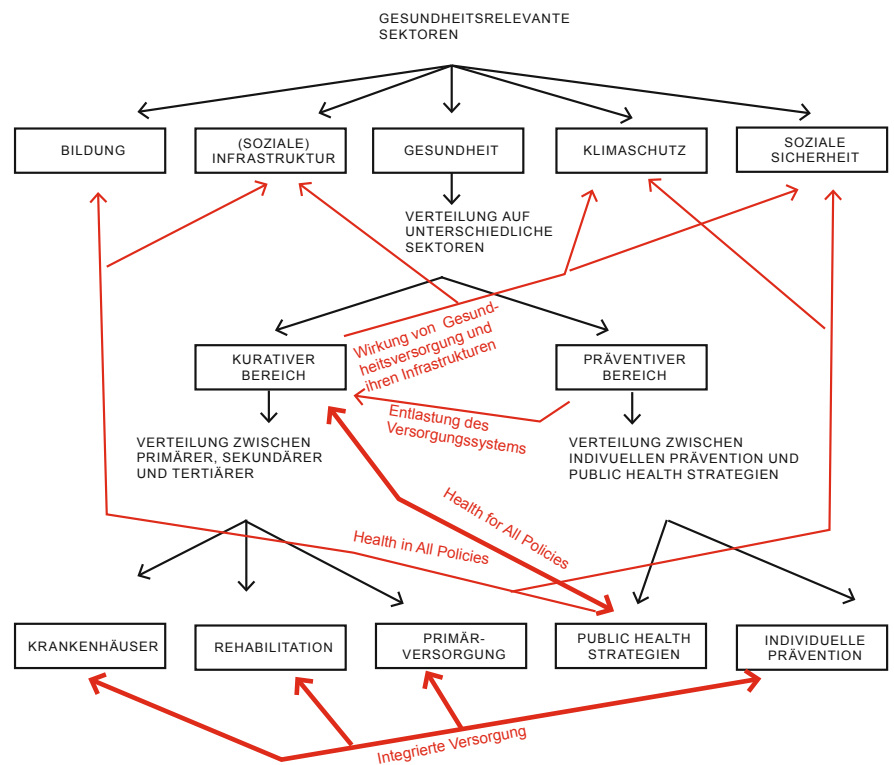 GESUNDHEITSRELEVANTE
SEKTOREN
BILDUNG
(SOZIALE)
INFRASTRUKTUR
GESUNDHEIT
KLIMASCHUTZ
SOZIALE
SICHERHEIT
VERTEILUNG AUF
UNTERSCHIEDLICHE
SEKTOREN
Wirkung von Gesund-
heitsversorgung und
ihren Infrastrukturen
KURATIVER
BEREICH
PRÄVENTIVER
BEREICH
Entlastung des
Versorgungssystems
VERTEILUNG ZWISCHEN
PRIMÄRER, SEKUNDÄRER
UND TERTIÄRER
VERTEILUNG ZWISCHEN
INDIVUELLEN PRÄVENTION UND
PUBLIC HEALTH STRATEGIEN
Health for All Policies
Health in All Policies
KRANKENHÄUSER
REHABILITATION
PRIMÄR-
VERSORGUNG
PUBLIC HEALTH
STRATEGIEN
INDIVIDUELLE
PRÄVENTION
Integrierte Versorgung